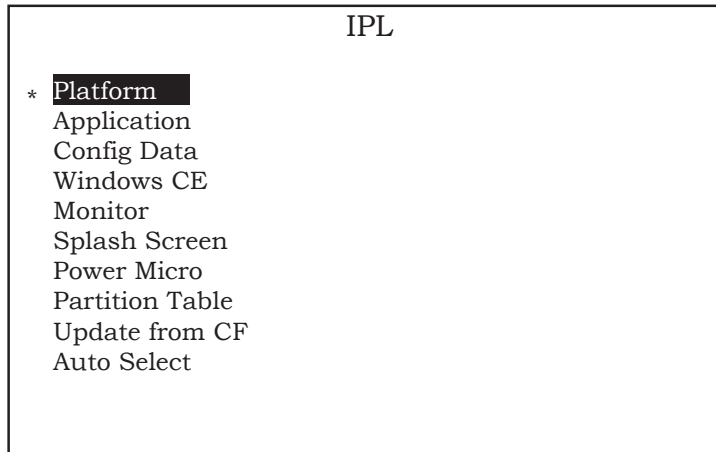 IPL
* Platform
Application
Config Data
Windows CE
Monitor
Splash Screen
Power Micro
Partition Table
Update from CF
Auto Select